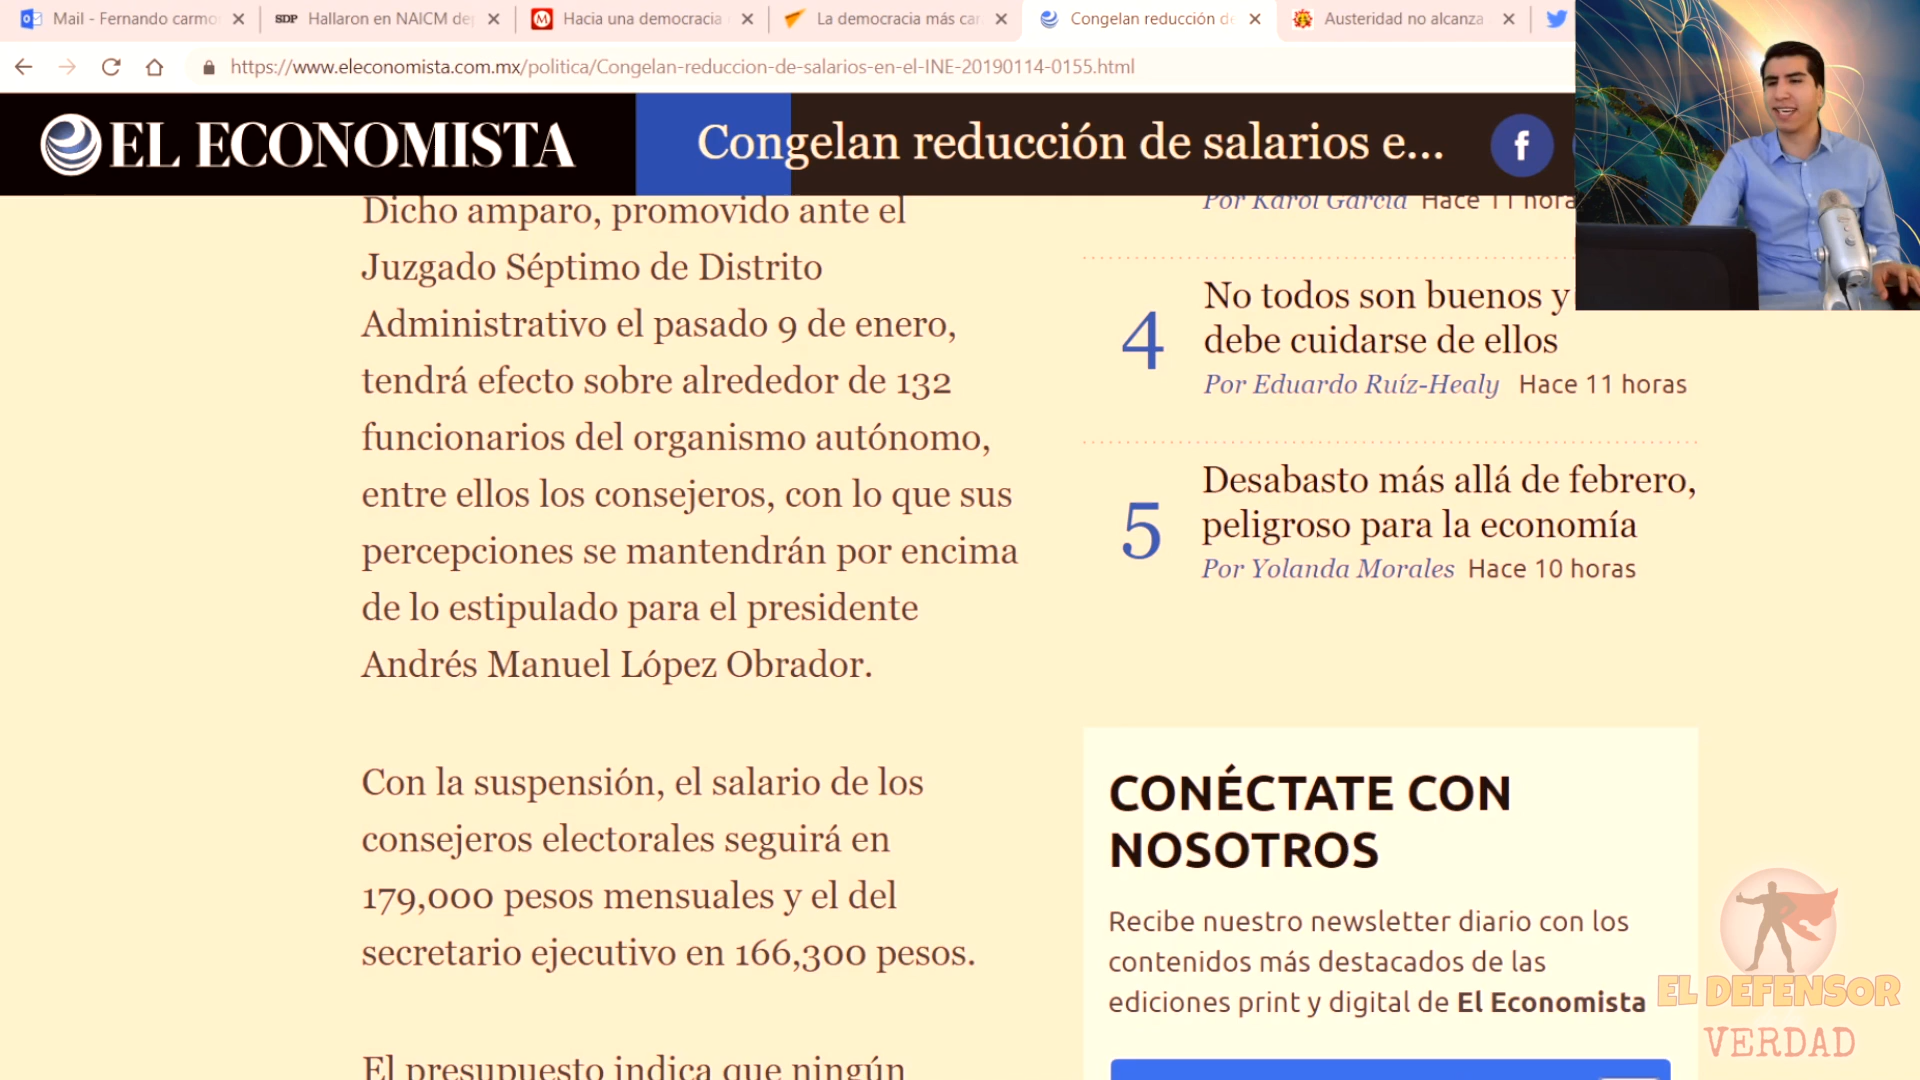 Mail - Fernando carmo
SDP Hallaron en NAICM de
Hacia una democracia
La democracia más car
Congelan reducción de
Austeridad no alcanza
https://www.eleconomista.com.mx/politica/Congelan-reduccion-de-salarios-en-el-INE-20190114-0155.html
EL ECONOMISTA
Congelan reducción de salarios e...
f
Dicho amparo, promovido ante el
Juzgado Séptimo de Distrito
Administrativo el pasado 9 de enero,
tendrá efecto sobre alrededor de 132
funcionarios del organismo autónomo,
entre ellos los consejeros, con lo que sus
percepciones se mantendrán por encima
de lo estipulado para el presidente
Andrés Manuel López Obrador.
Con la suspensión, el salario de los
consejeros electorales seguirá en
179,000 pesos mensuales y el del
secretario ejecutivo en 166,300 pesos.
El presupuesto indica que ningún
Por Karol García Hace 11 hora
4
No todos son buenos y
debe cuidarse de ellos
Por Eduardo Ruíz-Healy Hace 11 horas
5
Desabasto más allá de febrero,
peligroso para la economía
Por Yolanda Morales Hace 10 horas
CONÉCTATE CON
NOSOTROS
Recibe nuestro newsletter diario con los
contenidos más destacados de las
ediciones print y digital de El Economista
EL DEFENSOR
VERDAD